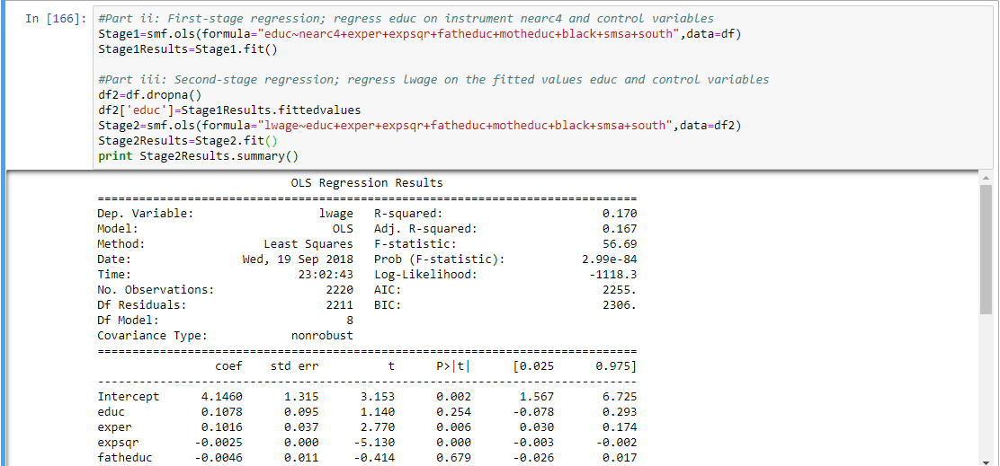 In [166]: #Part ii: First-stage regression; regress educ on instrument nearc4 and control variables
Stage1=smf.ols(formula="educ~nearc4+exper+expsqr+fatheduc+motheduc+black+smsa+south",data=df)
Stage1Results=Stage1.fit()
#Part iii: Second-stage regression; regress lwage on the fitted values educ and control variables
df2=df.dropna()
df2['educ']=Stage1Results.fittedvalues
Stage2=smf.ols(formula="lwage~educ+exper+expsqr+fatheduc+motheduc+black+smsa+south",data=df2)
Stage2Results=Stage2.fit()
print Stage2Results.summary()
OLS Regression Results
==============================================================================
Dep. Variable: lwage R-squared: 0.170
Model: OLS Adj. R-squared: 0.167
Method: Least Squares F-statistic: 56.69
Date: Wed, 19 Sep 2018 Prob (F-statistic): 2.99e-84
Time: 23:02:43 Log-Likelihood: -1118.3
No. Observations: 2220 AIC: 2255.
Df Residuals: 2211 BIC: 2306.
Df Model: 8
Covariance Type: nonrobust
==============================================================================
coef std err t P>|t| [0.025 0.975]
------------------------------------------------------------------------------
Intercept 4.1460 1.315 3.153 0.002 1.567 6.725
educ 0.1078 0.095 1.140 0.254 -0.078 0.293
exper 0.1016 0.037 2.770 0.006 0.030 0.174
expsqr -0.0025 0.000 -5.130 0.000 -0.003 -0.002
fatheduc -0.0046 0.011 -0.414 0.679 -0.026 0.017